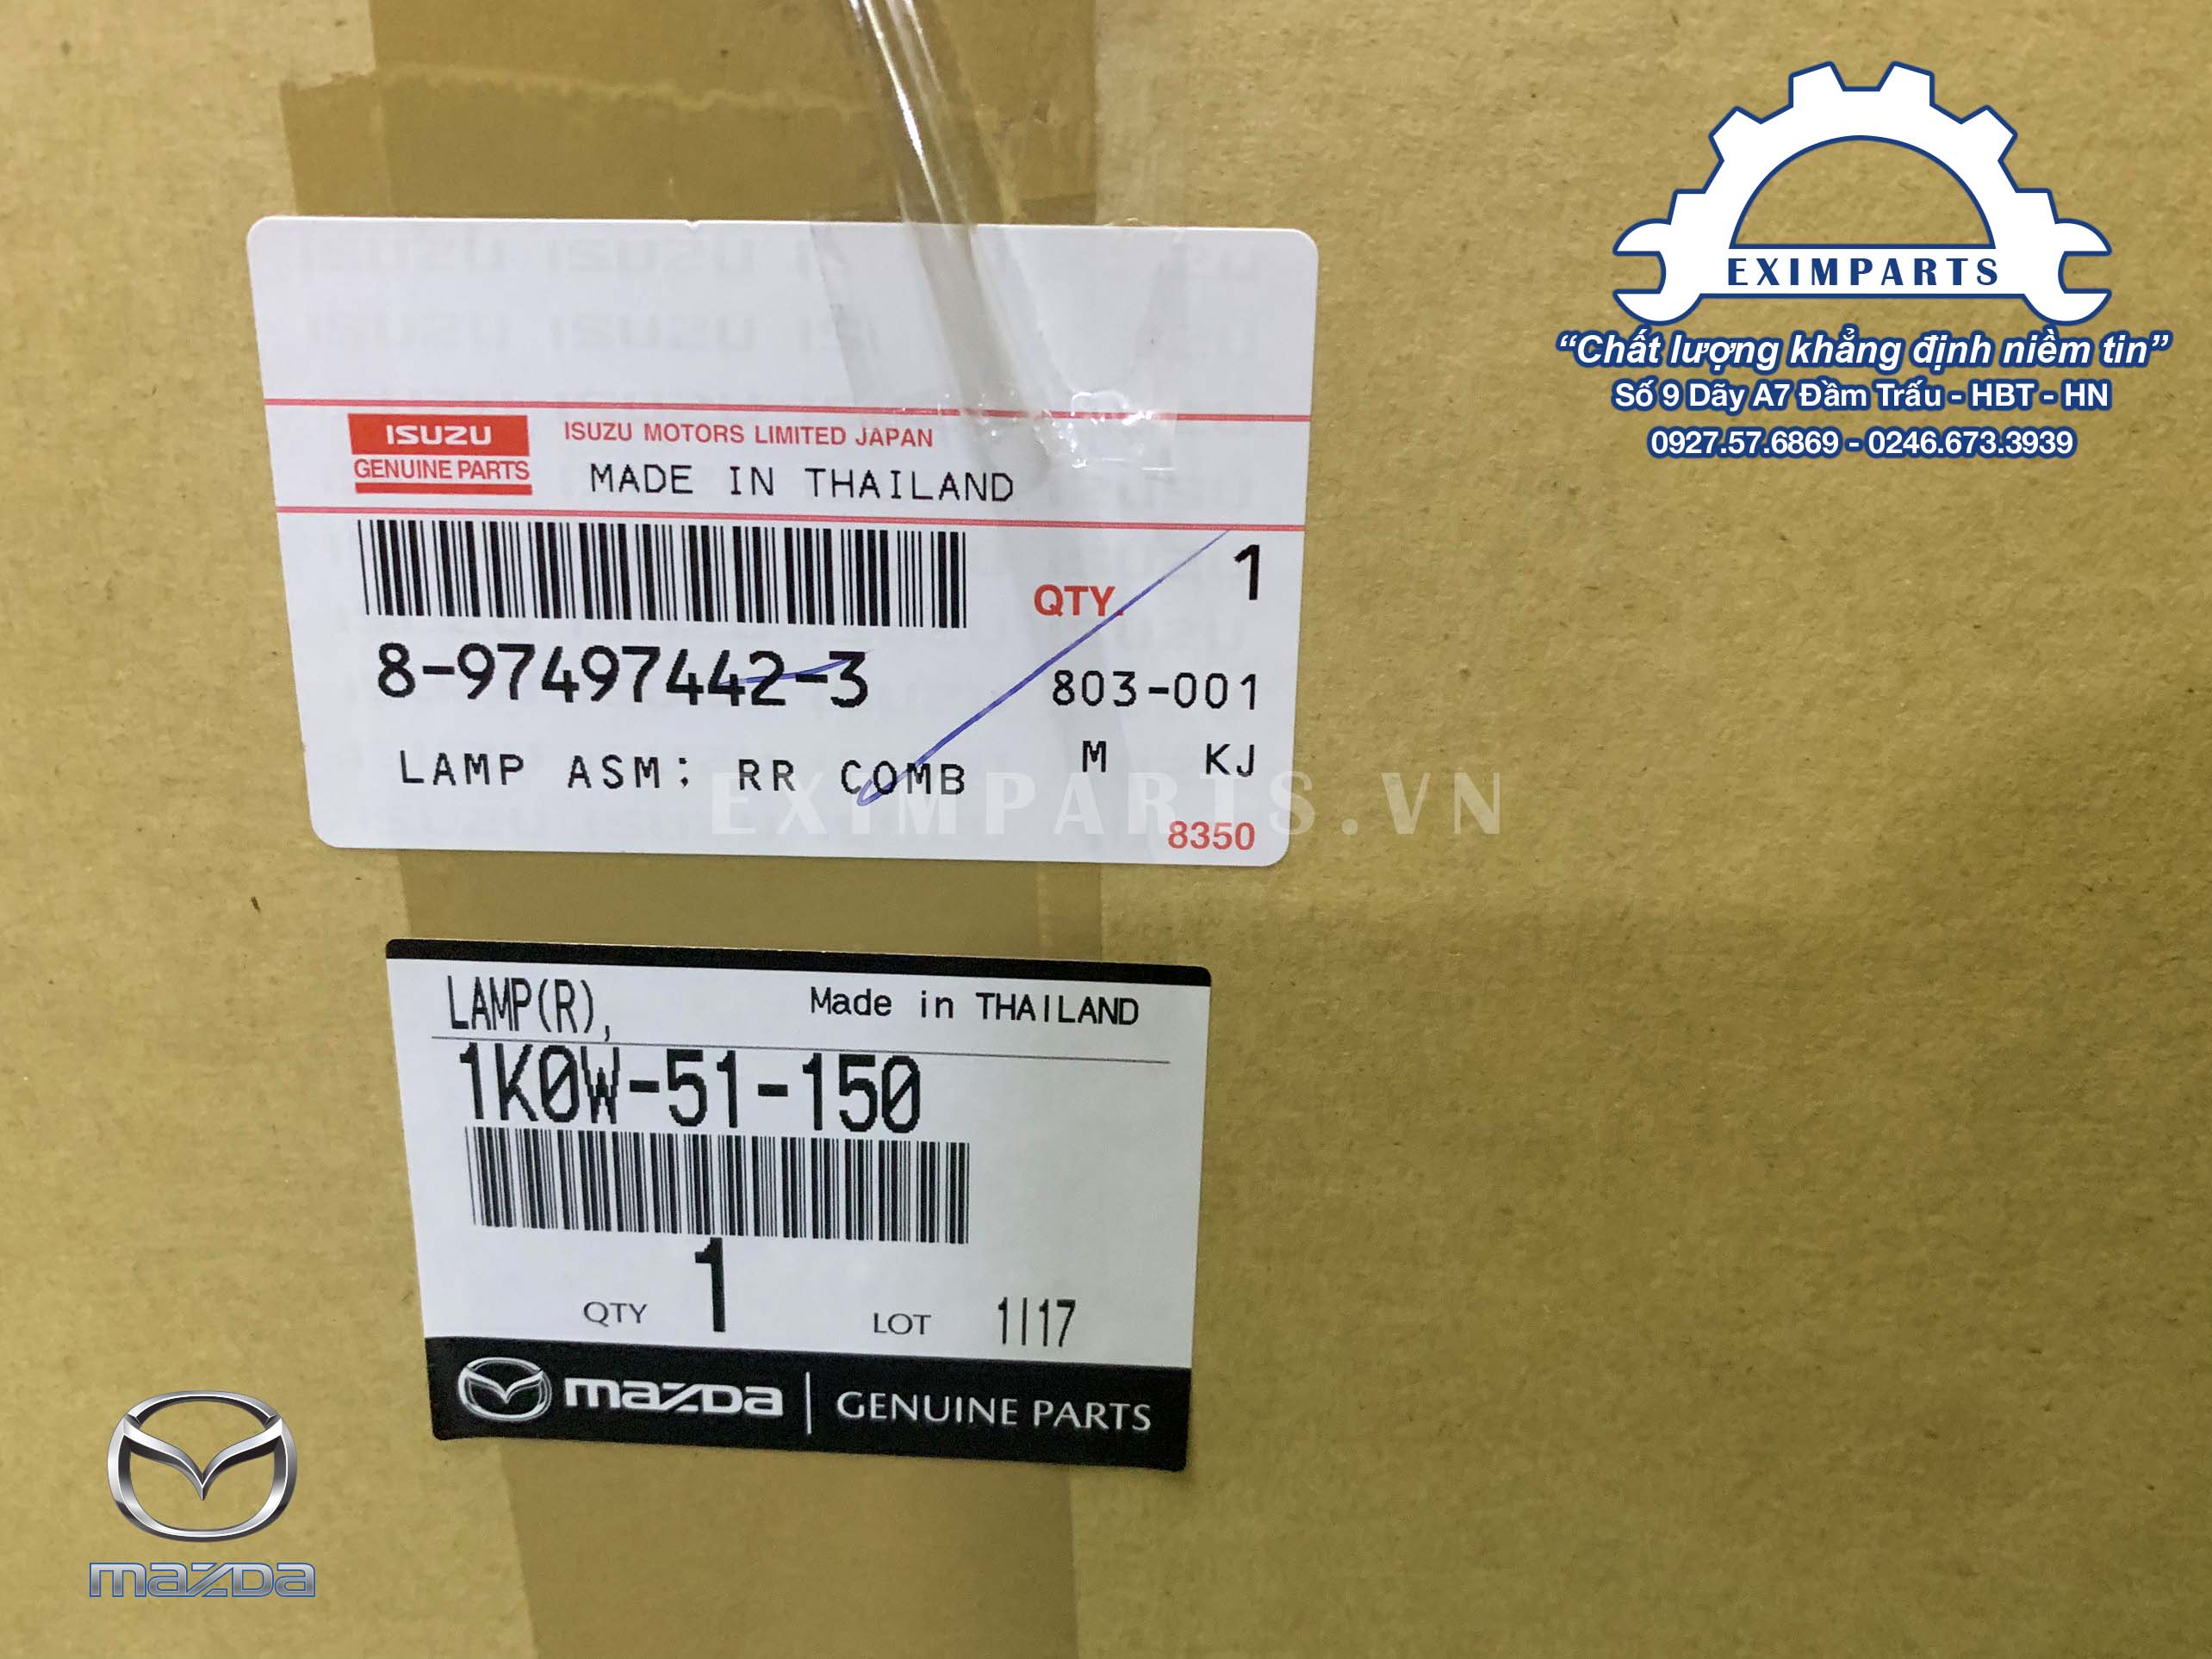 EXIMPARTS
“Chất lượng khẳng định niềm tin”
Số 9 Dãy A7 Đầm Trấu - HBT - HN
0927.57.6869 - 0246.673.3939
ISUZU
GENUINE PARTS
ISUZU MOTORS LIMITED JAPAN
MADE IN THAILAND
QTY. 1
8-97497442-3
803-001
LAMP ASM; RR COMB
M KJ
EXIMPARTS.VN
8350
LAMP(R),
Made in THAILAND
1K0W-51-150
QTY 1
LOT 1I17
mazda
GENUINE PARTS
mazda